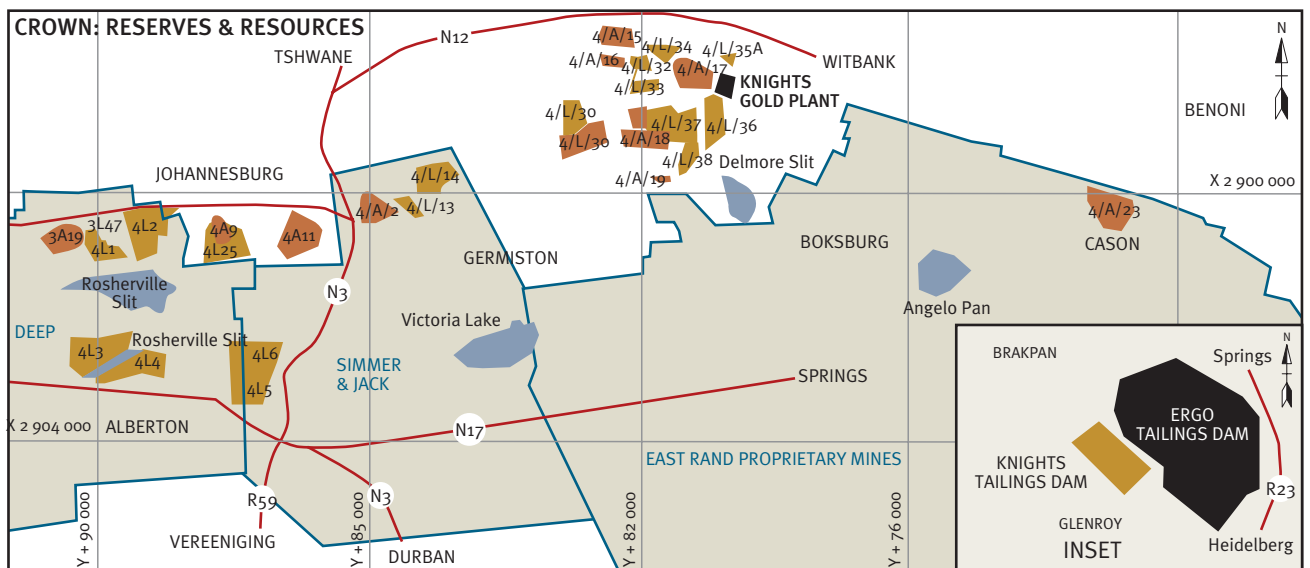 CROWN: RESERVES & RESOURCES
TSHWANE
N12
WITBANK
4/A/15
4/L/34
4/L/35A
4/A/16
4/L/32
4/A/17
4/L/33
KNIGHTS
GOLD PLANT
4/L/30
4/L/30
4/L/37
4/L/36
4/A/18
4/L/38
Delmore Slit
4/A/19
BENONI
N
X 2 900 000
JOHANNESBURG
4/L/14
4/L/13
4/A/2
3A19
3L47
4L1
4L2
4A9
4L25
4A11
GERMISTON
BOKSBURG
4/A/23
CASON
Rosherville
Slit
N3
Angelo Pan
DEEP
Rosherville Slit
4L3
4L4
4L6
4L5
Victoria Lake
SIMMER
& JACK
SPRINGS
X 2 904 000
ALBERTON
N17
EAST RAND PROPRIETARY MINES
Y + 90 000
Y + 85 000
Y + 82 000
Y + 76 000
R59
N3
VEREENIGING
DURBAN
BRAKPAN
Springs
N
ERGO
TAILINGS DAM
KNIGHTS
TAILINGS DAM
R23
GLENROY
INSET
Heidelberg